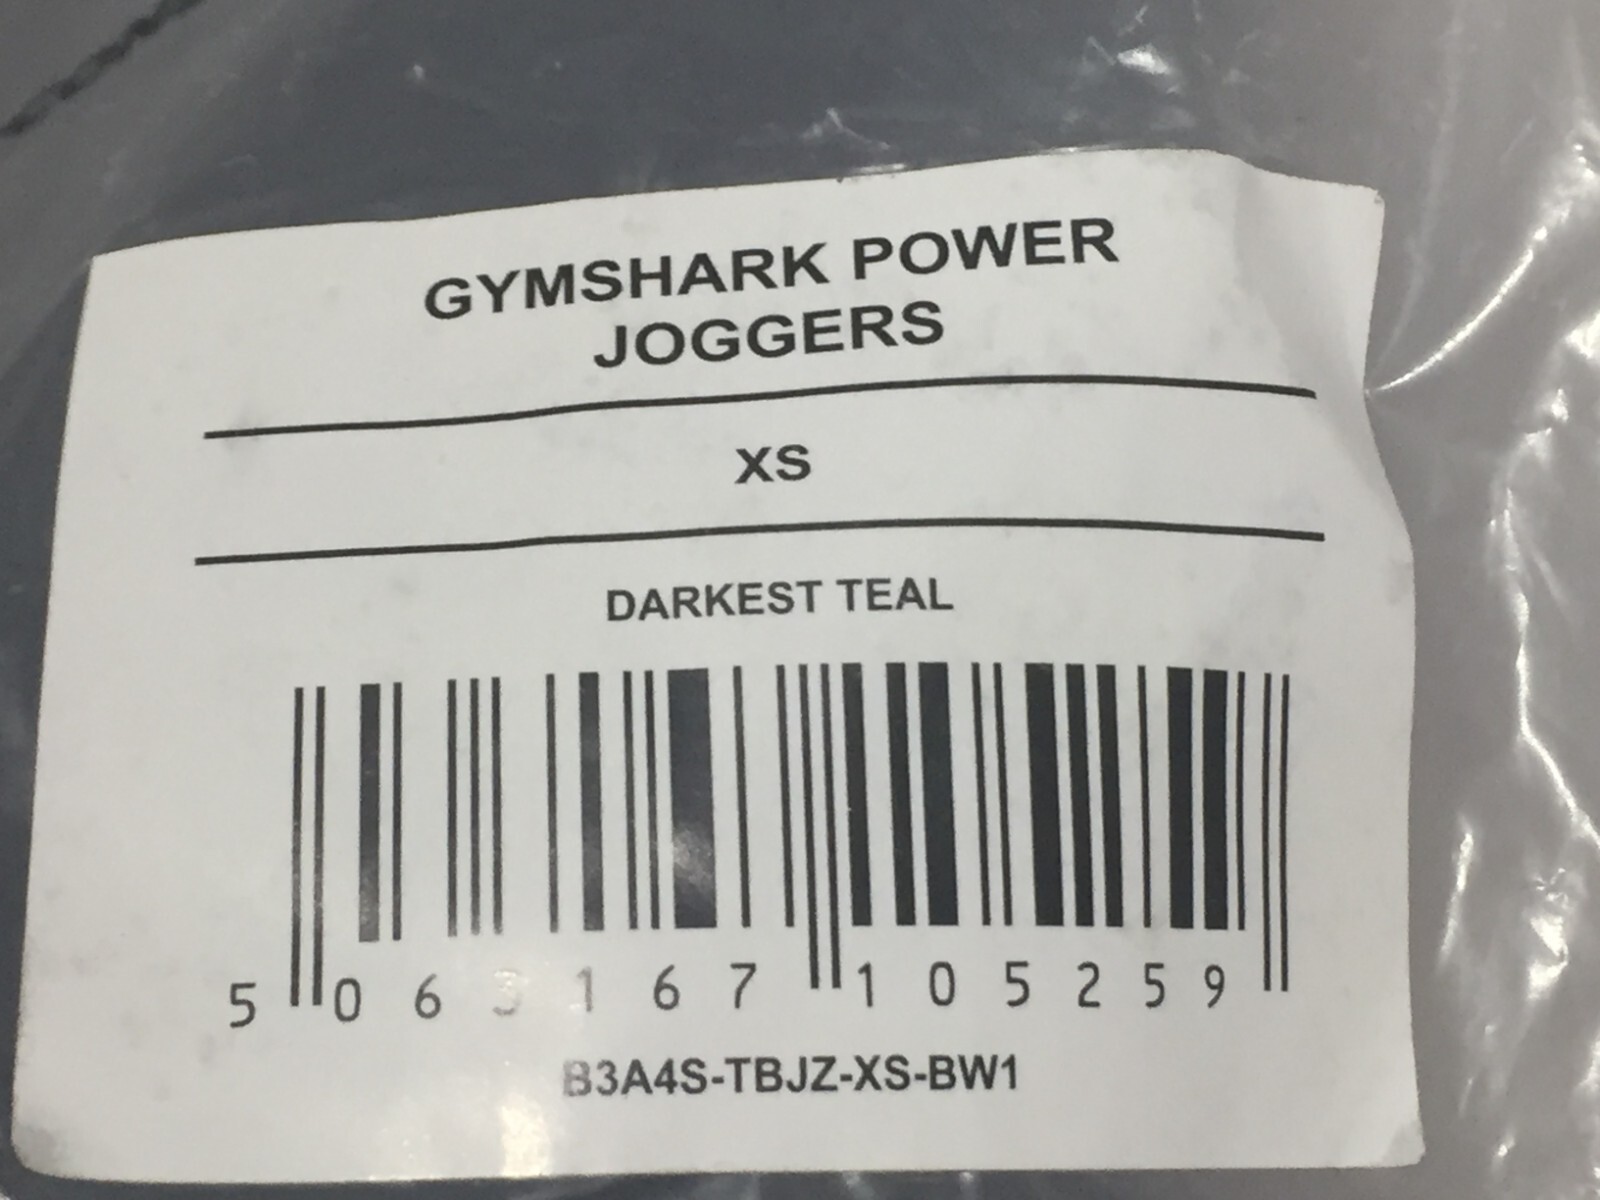 GYMSHARK POWER
JOGGERS
XS
DARKEST TEAL
5 063167 105259
B3A4S-TBJZ-XS-BW1